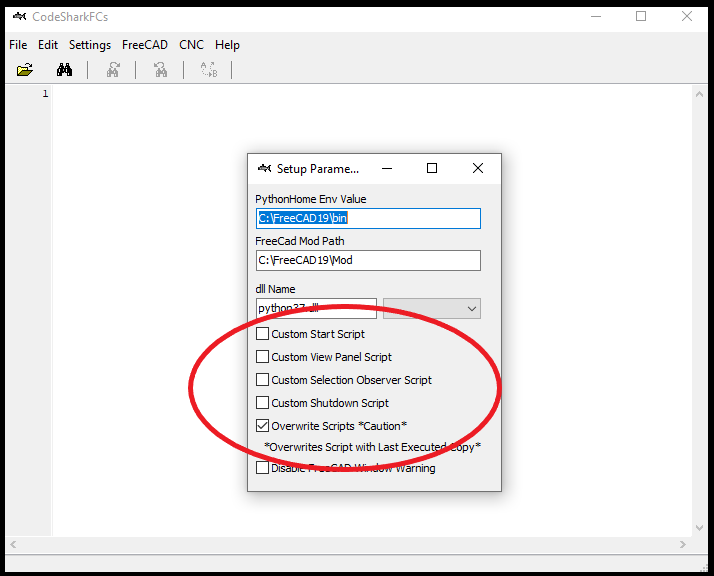 CodeSharkFCs
File Edit Settings FreeCAD CNC Help
A B
1
Setup Parame...
PythonHome Env Value
C:\FreeCAD19\bin
FreeCad Mod Path
C:\FreeCAD19\Mod
dll Name
python37.dll
Custom Start Script
Custom View Panel Script
Custom Selection Observer Script
Custom Shutdown Script
Overwrite Scripts *Caution*
*Overwrites Script with Last Executed Copy*
Disable FreeCAD Window Warning